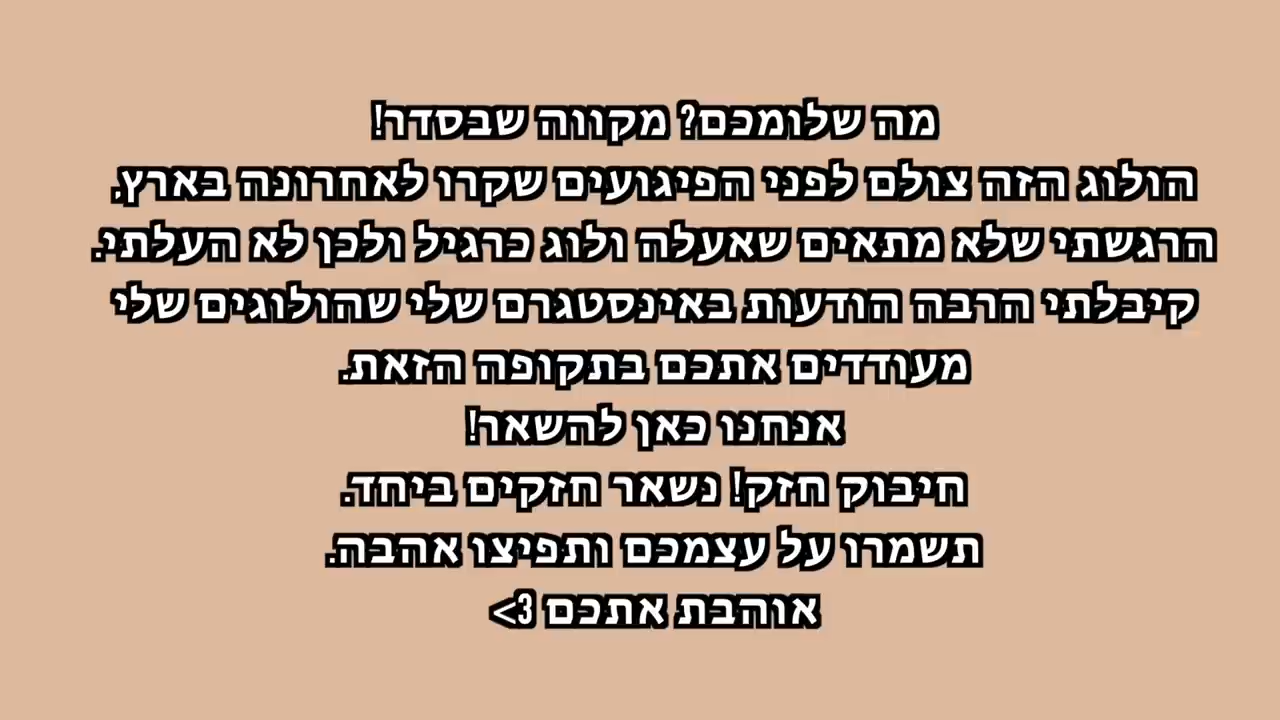 מה שלומכם? מקווה שבסדר!
הולוג הזה צולם לפני הפיגועים שקרו לאחרונה בארץ,
הרגשתי שלא מתאים שאעלה ולוג כרגיל ולכן לא העלתי.
קיבלתי הרבה הודעות באינסטגרם שלי שהולוגים שלי
מעודדים אתכם בתקופה הזאת.
אנחנו כאן להשאר!
חיבוק חזק! נשאר חזקים ביחד.
תשמרו על עצמכם ותפיצו אהבה.
אוהבת אתכם 3>